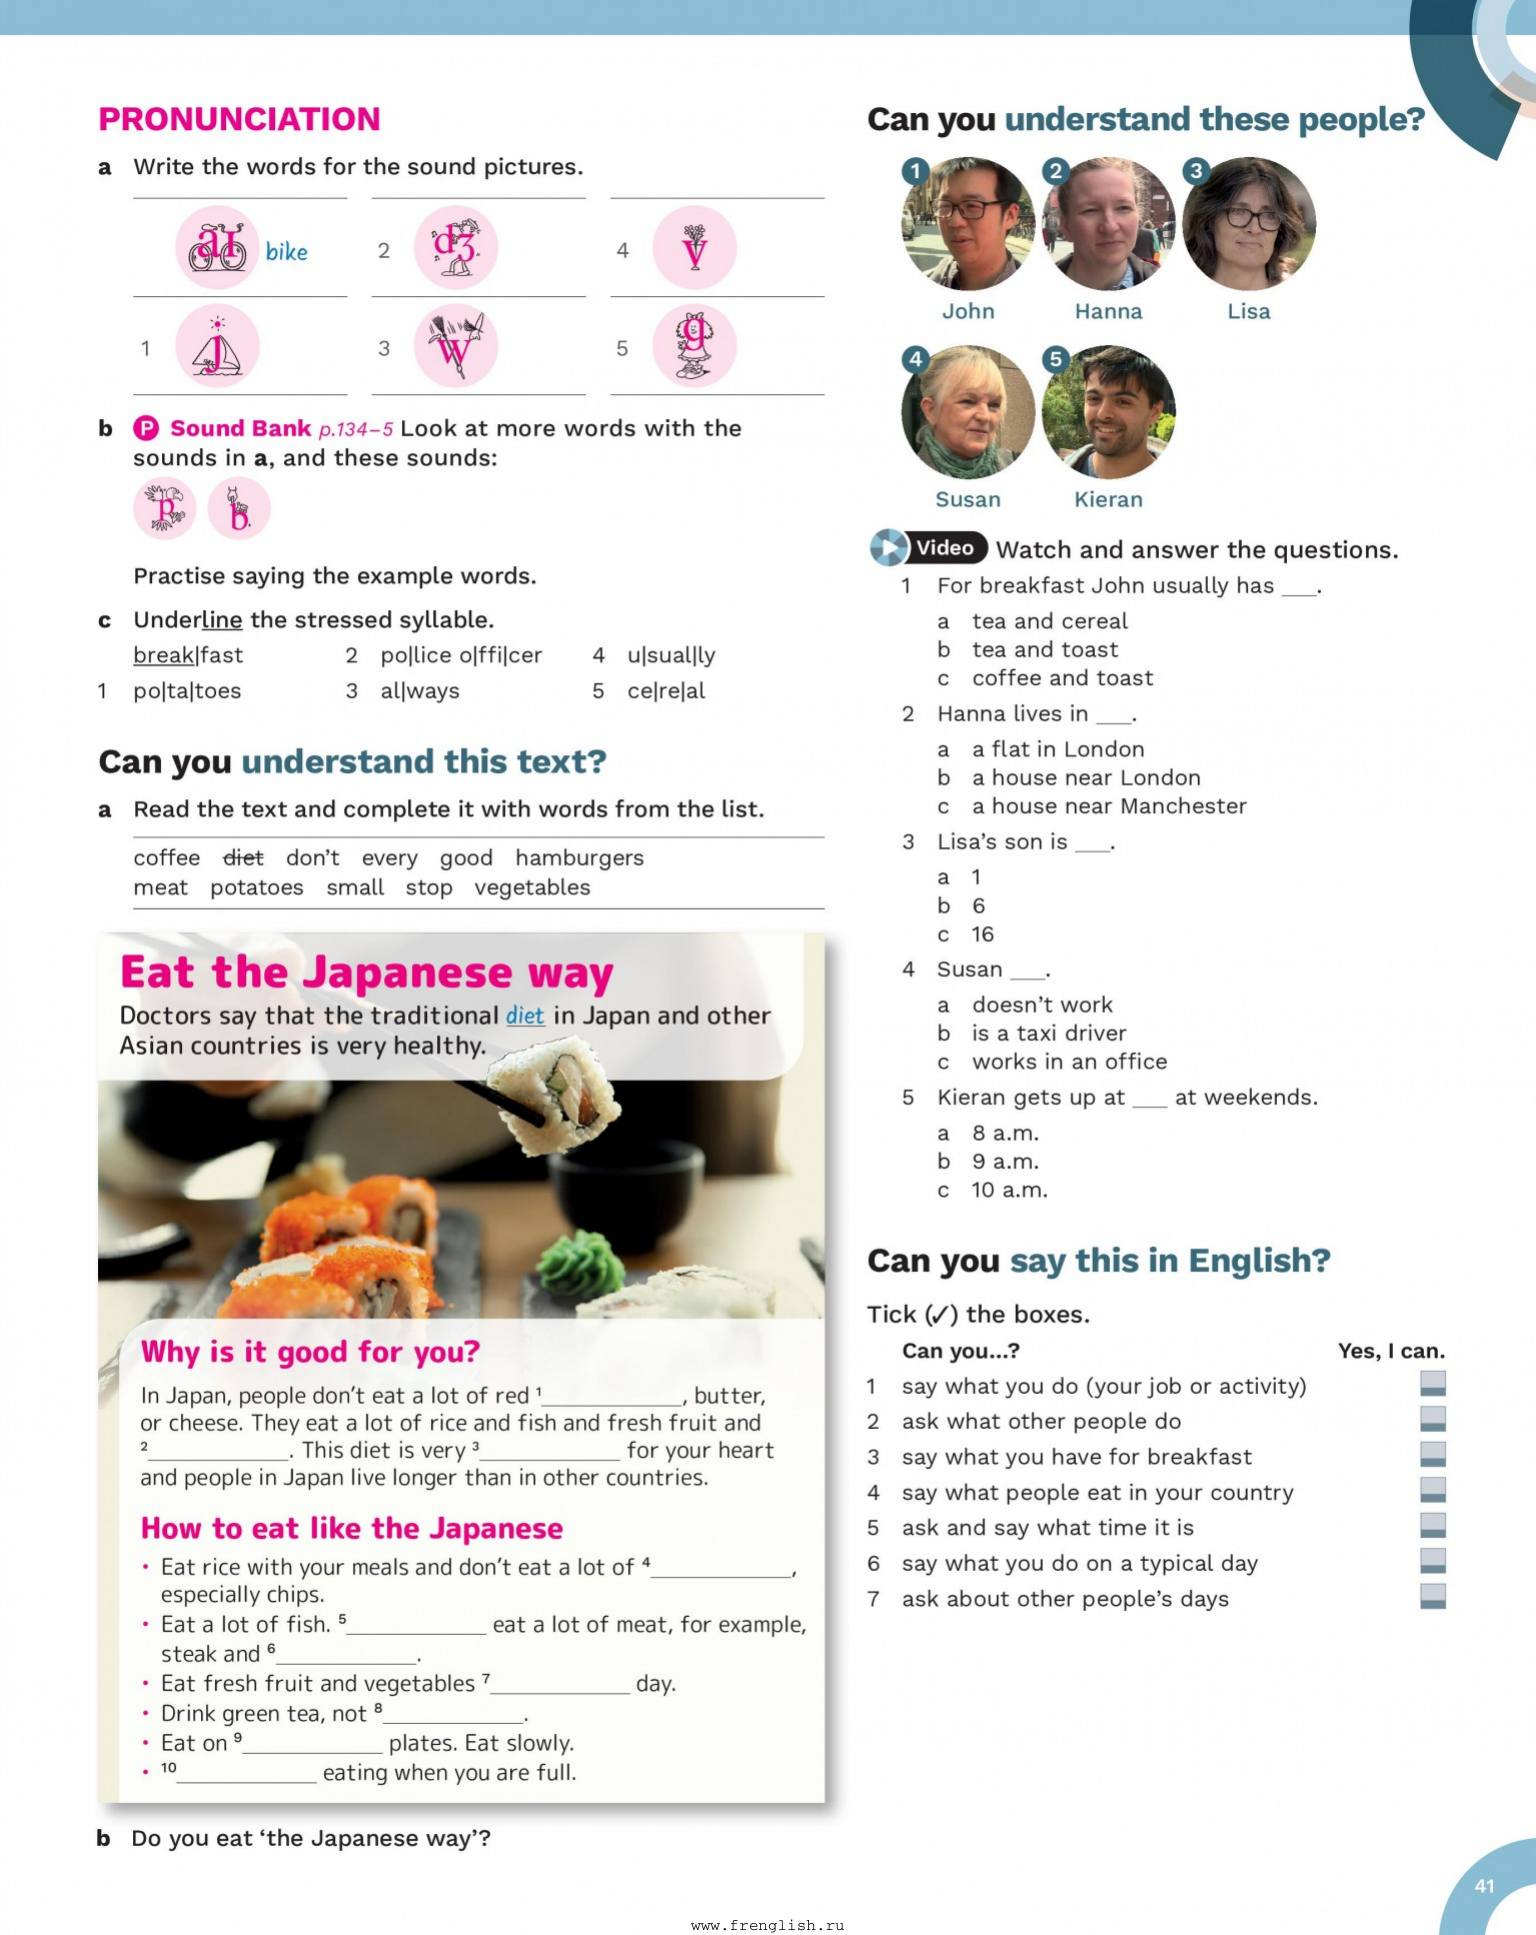 PRONUNCIATION
a Write the words for the sound pictures.
aɪ bike
2 dʒ
4 v
1 j
3 w
5 g
b P Sound Bank p.134–5 Look at more words with the
sounds in a, and these sounds:
p b
Practise saying the example words.
c Underline the stressed syllable.
break|fast 2 po|lice o|ffi|cer 4 u|sual|ly
1 po|ta|toes 3 al|ways 5 ce|re|al
Can you understand this text?
a Read the text and complete it with words from the list.
coffee diet don't every good hamburgers
meat potatoes small stop vegetables
Eat the Japanese way
Doctors say that the traditional diet in Japan and other
Asian countries is very healthy.
Why is it good for you?
In Japan, people don't eat a lot of red ¹____________, butter,
or cheese. They eat a lot of rice and fish and fresh fruit and
²____________. This diet is very ³____________ for your heart
and people in Japan live longer than in other countries.
How to eat like the Japanese
• Eat rice with your meals and don't eat a lot of ⁴____________,
especially chips.
• Eat a lot of fish. ⁵____________ eat a lot of meat, for example,
steak and ⁶____________.
• Eat fresh fruit and vegetables ⁷____________ day.
• Drink green tea, not ⁸____________.
• Eat on ⁹____________ plates. Eat slowly.
• ¹⁰____________ eating when you are full.
b Do you eat 'the Japanese way'?
Can you understand these people?
1 2 3
John Hanna Lisa
4 5
Susan Kieran
Video Watch and answer the questions.
1 For breakfast John usually has ___.
a tea and cereal
b tea and toast
c coffee and toast
2 Hanna lives in ___.
a a flat in London
b a house near London
c a house near Manchester
3 Lisa's son is ___.
a 1
b 6
c 16
4 Susan ___.
a doesn't work
b is a taxi driver
c works in an office
5 Kieran gets up at ___ at weekends.
a 8 a.m.
b 9 a.m.
c 10 a.m.
Can you say this in English?
Tick (✓) the boxes.
Can you...? Yes, I can.
1 say what you do (your job or activity)
2 ask what other people do
3 say what you have for breakfast
4 say what people eat in your country
5 ask and say what time it is
6 say what you do on a typical day
7 ask about other people's days
41
www.frenglish.ru